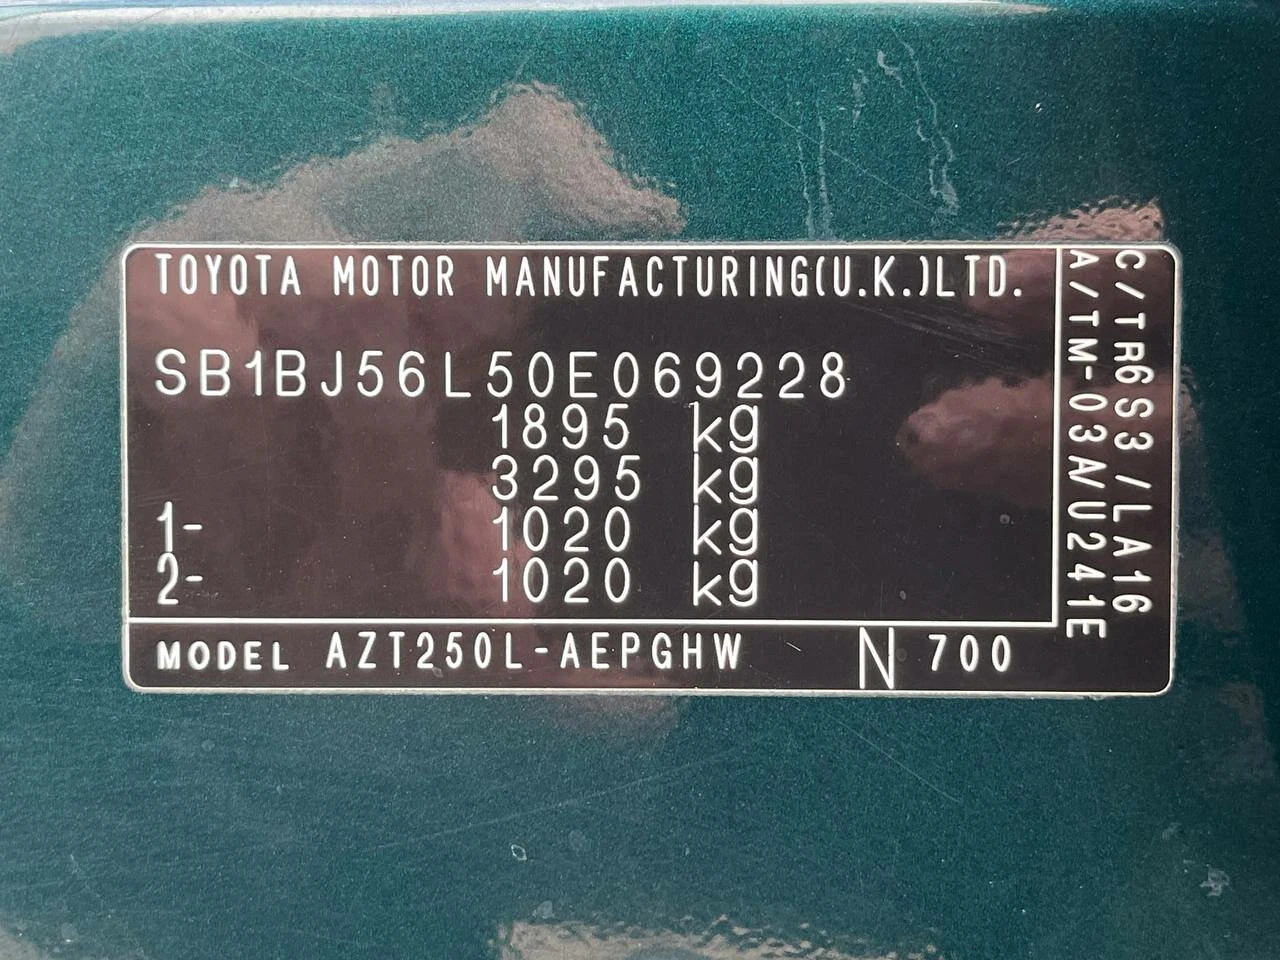 TOYOTA MOTOR MANUFACTURING(U.K.)LTD.
SB1BJ56L50E069228
1895 kg
3295 kg
1- 1020 kg
2- 1020 kg
MODEL AZT250L-AEPGHW N 700
C/TR6S3/LA16
A/TM-03A/U241E